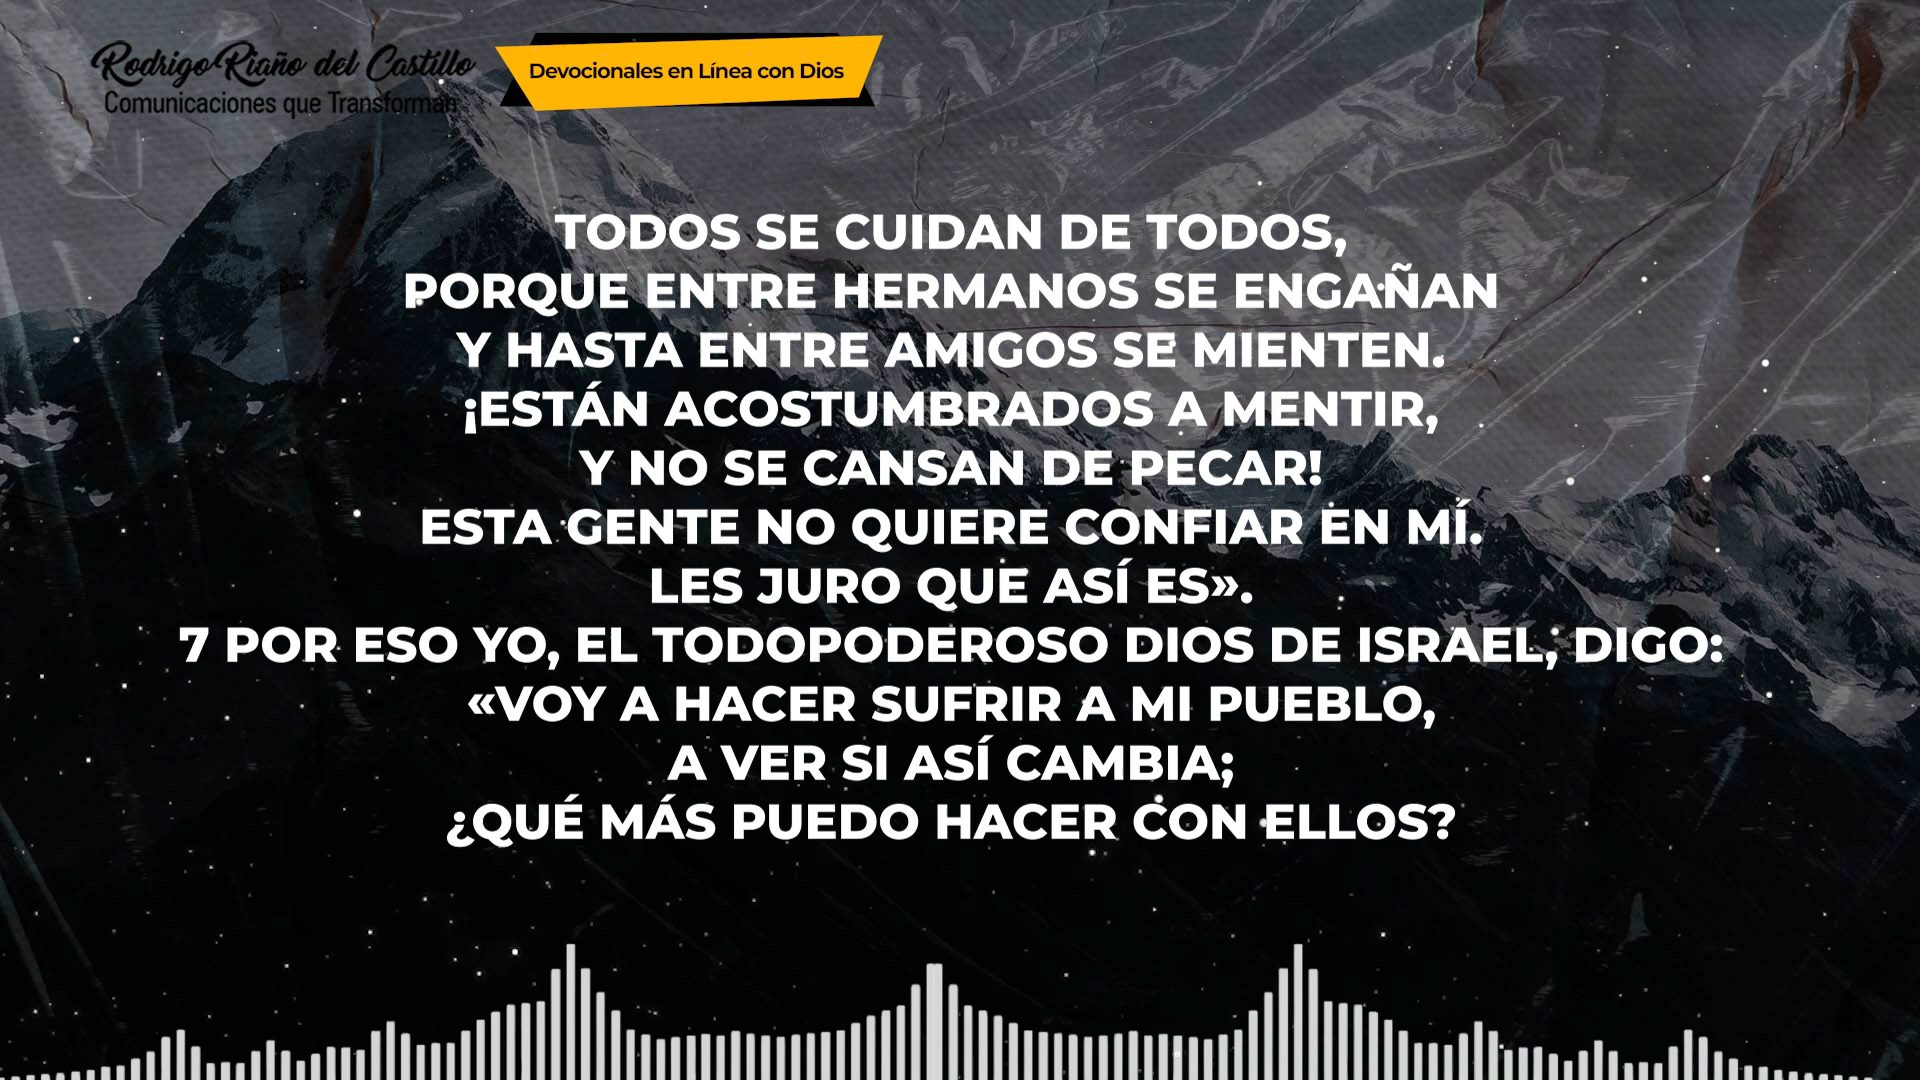 Rodrigo Riaño del Castillo
Comunicaciones que Transforman
Devocionales en Línea con Dios
TODOS SE CUIDAN DE TODOS,
PORQUE ENTRE HERMANOS SE ENGAÑAN
Y HASTA ENTRE AMIGOS SE MIENTEN.
¡ESTÁN ACOSTUMBRADOS A MENTIR,
Y NO SE CANSAN DE PECAR!
ESTA GENTE NO QUIERE CONFIAR EN MÍ.
LES JURO QUE ASÍ ES».
7 POR ESO YO, EL TODOPODEROSO DIOS DE ISRAEL, DIGO:
«VOY A HACER SUFRIR A MI PUEBLO,
A VER SI ASÍ CAMBIA;
¿QUÉ MÁS PUEDO HACER CON ELLOS?